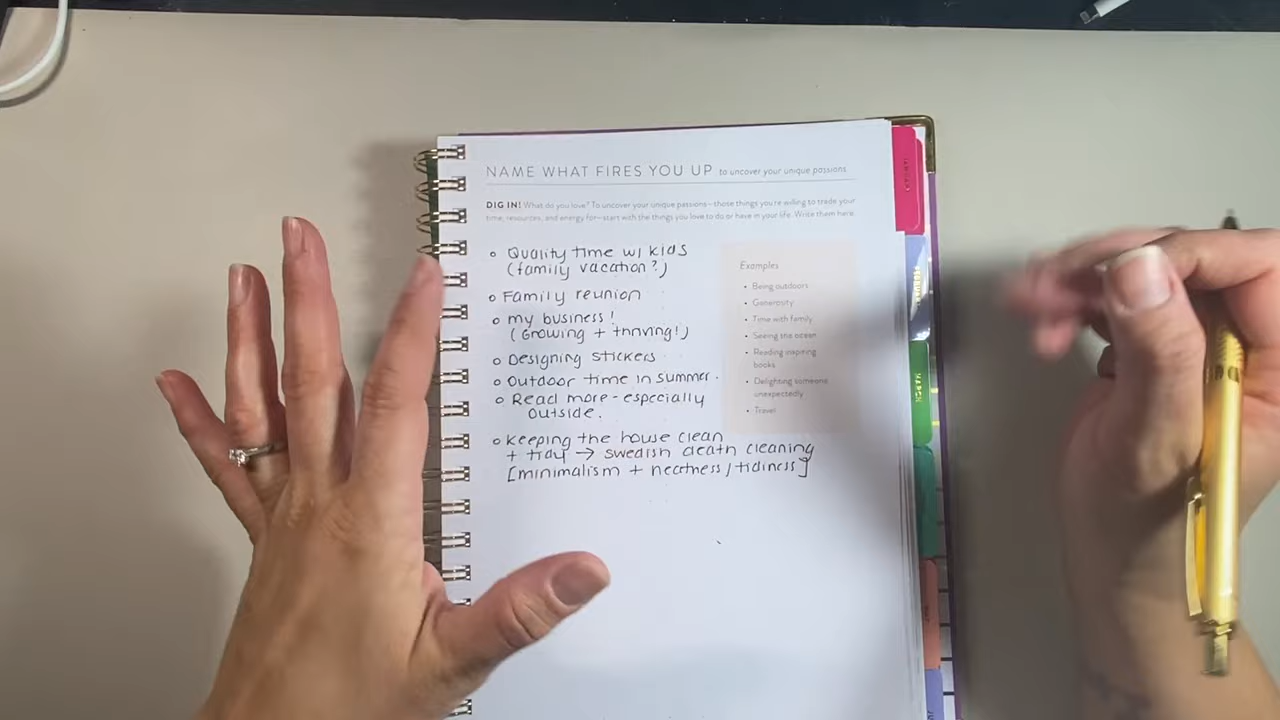 NAME WHAT FIRES YOU UP to uncover your unique passions
DIG IN! What do you love? To uncover your unique passions—those things you're willing to trade your
time, resources, and energy for—start with the things you love to do or have in your life. Write them here.
Quality time w/ kids
(family vacation?)
Family reunion
my business!
(Growing + thriving!)
Designing stickers
Outdoor time in summer.
Read more - especially
outside.
Keeping the house clean
+ tidy → swedish death cleaning
[minimalism + neatness/tidiness]
Examples
• Being outdoors
• Generosity
• Time with family
• Seeing the ocean
• Reading inspiring
books
• Delighting someone
unexpectedly
• Travel
MARCH